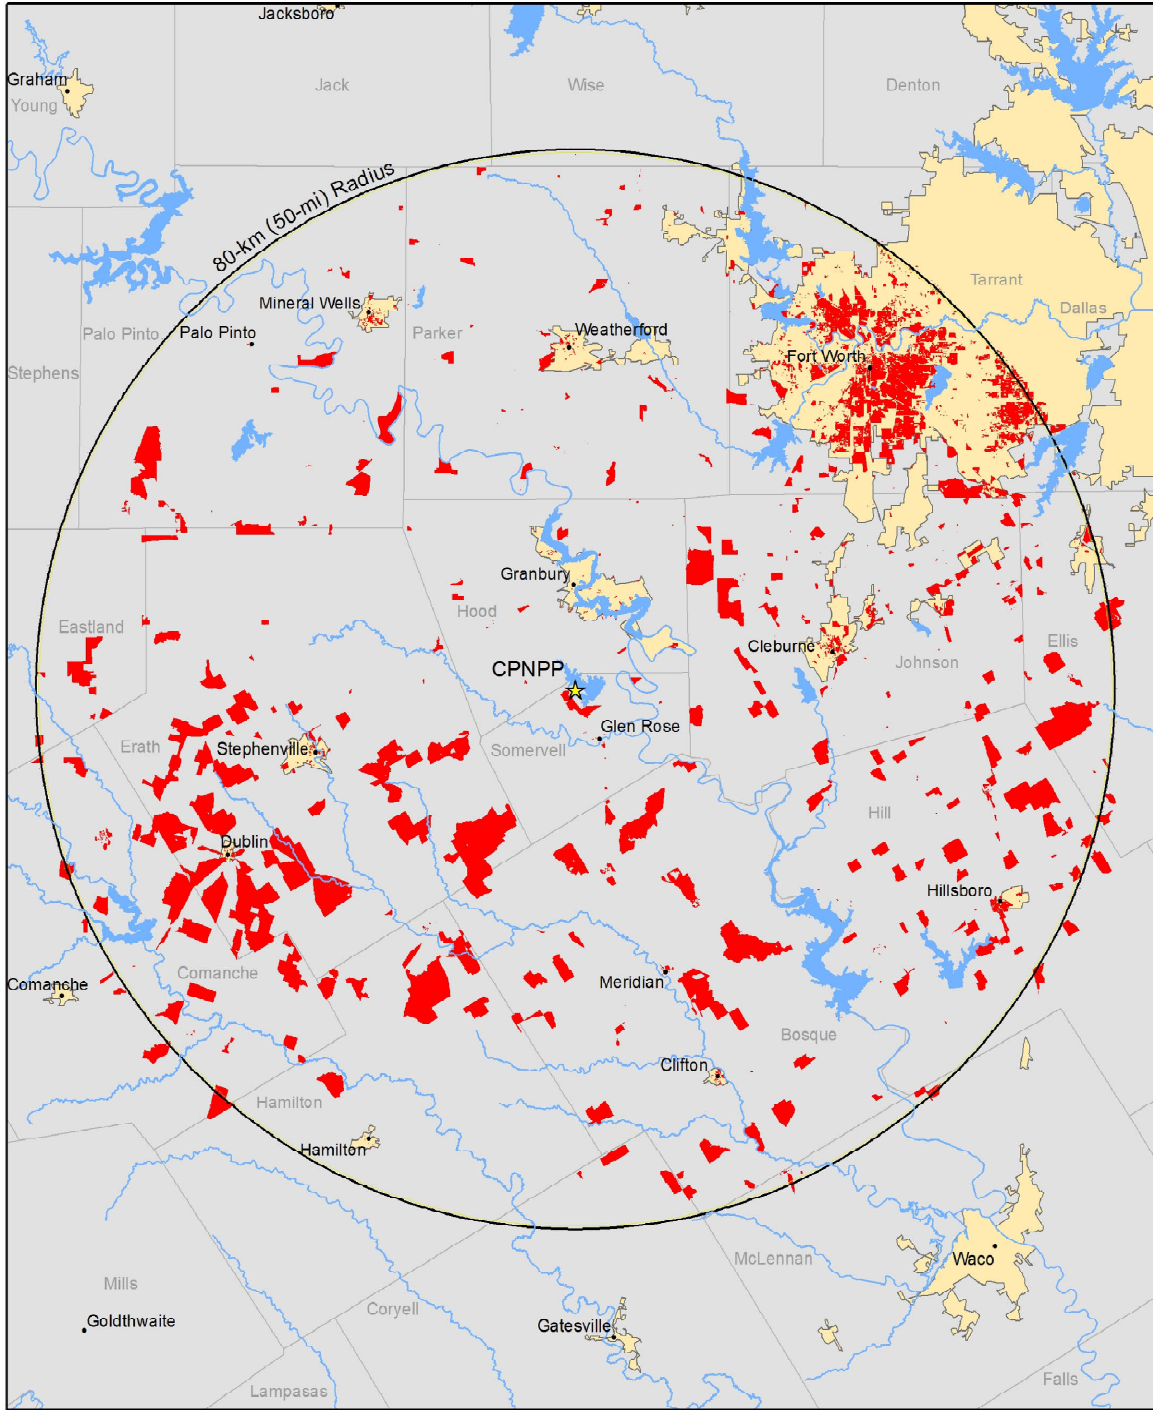 Jacksboro
Graham
Young
Jack
Wise
Denton
80-km (50-mi) Radius
Tarrant
Dallas
Mineral Wells
Palo Pinto
Palo Pinto
Parker
Weatherford
Fort Worth
Stephens
Granbury
Hood
Eastland
Cleburne
Johnson
Ellis
CPNPP
Glen Rose
Erath
Stephenville
Somervell
Hill
Dublin
Hillsboro
Comanche
Comanche
Meridian
Bosque
Clifton
Hamilton
Hamilton
McLennan
Waco
Mills
Goldthwaite
Coryell
Gatesville
Lampasas
Falls